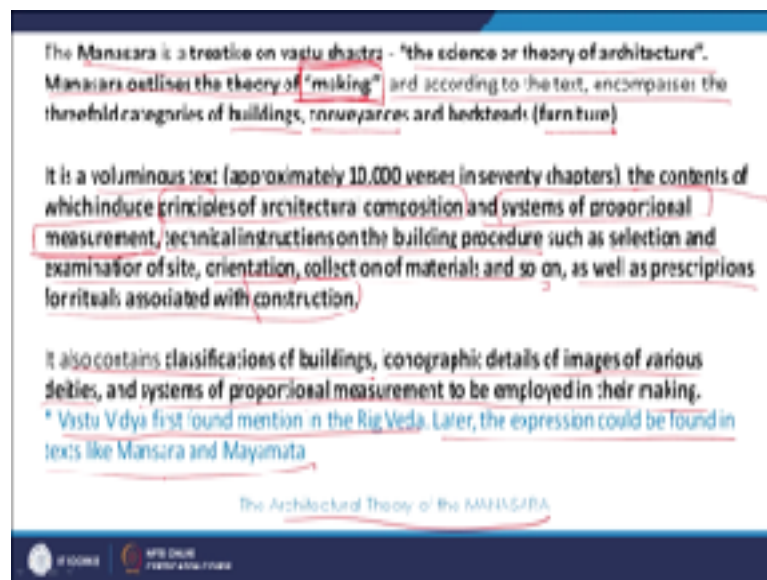 The Manasara is a treatise on vastu shastra - "the science or theory of architecture".
Manasara outlines the theory of "making" and according to the text, encompasses the
threefold categories of buildings, conveyances and bedsteads (furniture)
It is a voluminous text (approximately 10,000 verses in seventy chapters) the contents of
which include principles of architectural composition and systems of proportional
measurement, technical instructions on the building procedure such as selection and
examination of site, orientation, collection of materials and so on, as well as prescriptions
for rituals associated with construction.
It also contains classifications of buildings, iconographic details of images of various
deities, and systems of proportional measurement to be employed in their making.
* Vastu Vidya first found mention in the Rig Veda. Later, the expression could be found in
texts like Mansara and Mayamata
The Architectural Theory of the MANASARA
IIT ROORKEE
NPTEL ONLINE
CERTIFICATION COURSE